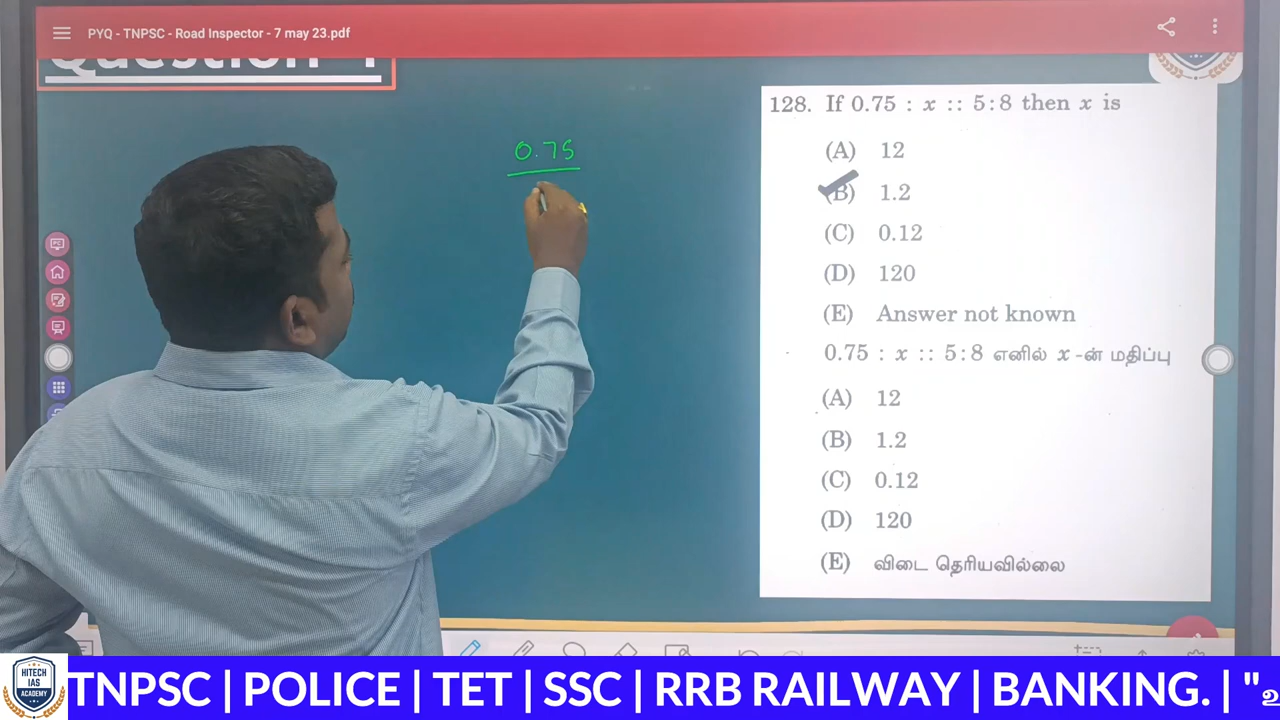 PYQ - TNPSC - Road Inspector - 7 may 23.pdf
0.75
128. If 0.75 : x :: 5:8 then x is
(A) 12
(B) 1.2
(C) 0.12
(D) 120
(E) Answer not known
0.75 : x :: 5:8 எனில் x -ன் மதிப்பு
(A) 12
(B) 1.2
(C) 0.12
(D) 120
(E) விடை தெரியவில்லை
HITECH
IAS
ACADEMY
TNPSC | POLICE | TET | SSC | RRB RAILWAY | BANKING. | "உ